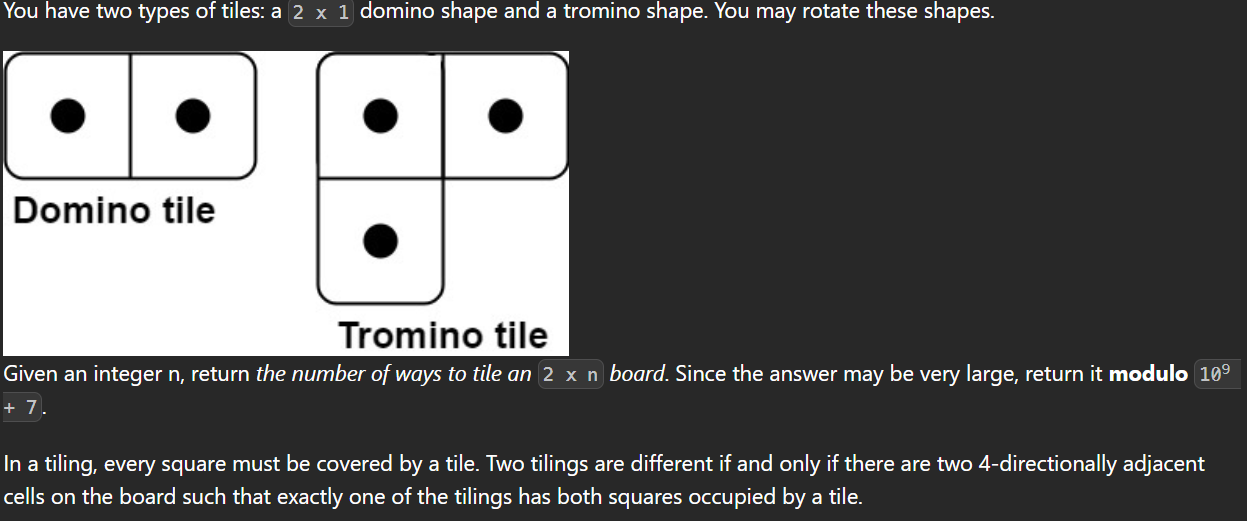 You have two types of tiles: a 2 x 1 domino shape and a tromino shape. You may rotate these shapes.
Domino tile
Tromino tile
Given an integer n, return the number of ways to tile an 2 x n board. Since the answer may be very large, return it modulo 10⁹
+ 7.
In a tiling, every square must be covered by a tile. Two tilings are different if and only if there are two 4-directionally adjacent
cells on the board such that exactly one of the tilings has both squares occupied by a tile.